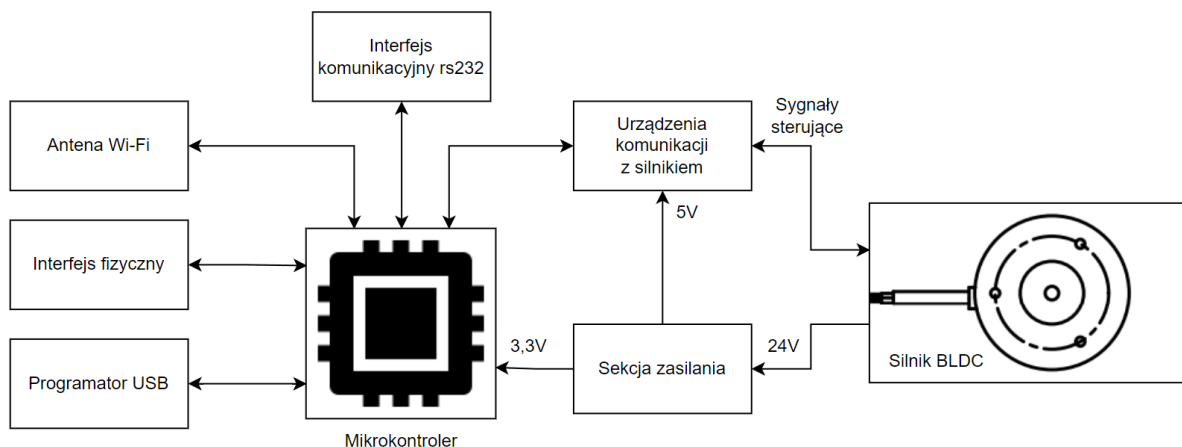 Interfejs
komunikacyjny rs232
Antena Wi-Fi
Urządzenia
komunikacji
z silnikiem
Sygnały
sterujące
5V
Interfejs fizyczny
3,3V
24V
Sekcja zasilania
Silnik BLDC
Programator USB
Mikrokontroler